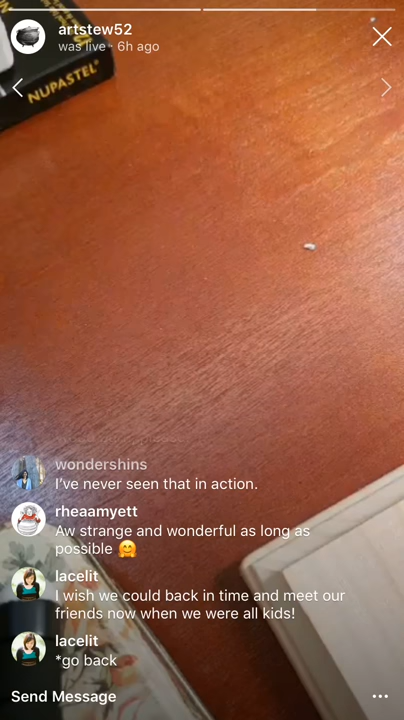 artstew52
was live · 6h ago
NUPASTEL
wondershins
I've never seen that in action.
rheaamyett
Aw strange and wonderful as long as
possible 🤗
lacelit
I wish we could back in time and meet our
friends now when we were all kids!
lacelit
*go back
Send Message